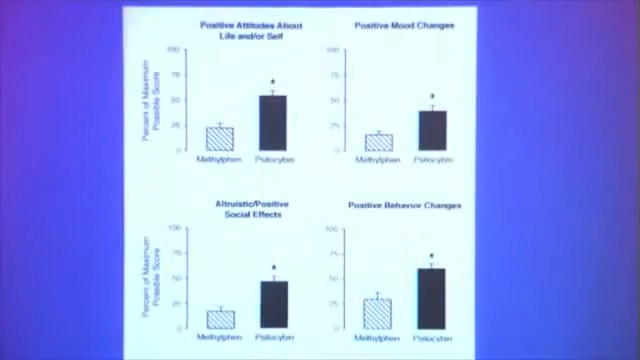 Positive Attitudes About
Life and/or Self
Percent of Maximum
Possible Score
100
75
50
25
0
*
Methylphen
Psilocybin
Positive Mood Changes
100
75
50
25
0
*
Methylphen
Psilocybin
Altruistic/Positive
Social Effects
Percent of Maximum
Possible Score
100
75
50
25
0
*
Methylphen
Psilocybin
Positive Behavior Changes
100
75
50
25
0
*
Methylphen
Psilocybin